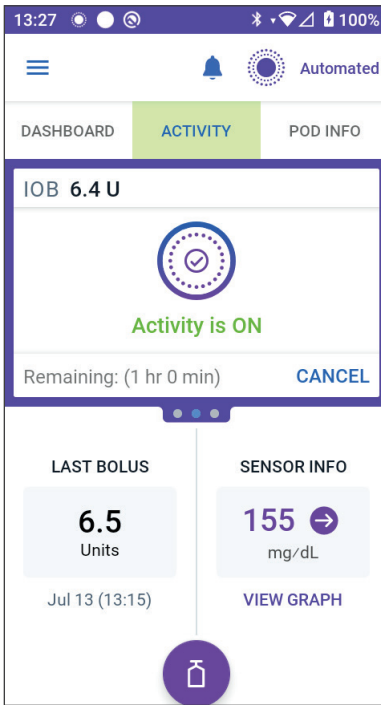 13:27 100%
Automated
DASHBOARD ACTIVITY POD INFO
IOB 6.4 U
Activity is ON
Remaining: (1 hr 0 min) CANCEL
LAST BOLUS
6.5
Units
Jul 13 (13:15)
SENSOR INFO
155
mg/dL
VIEW GRAPH